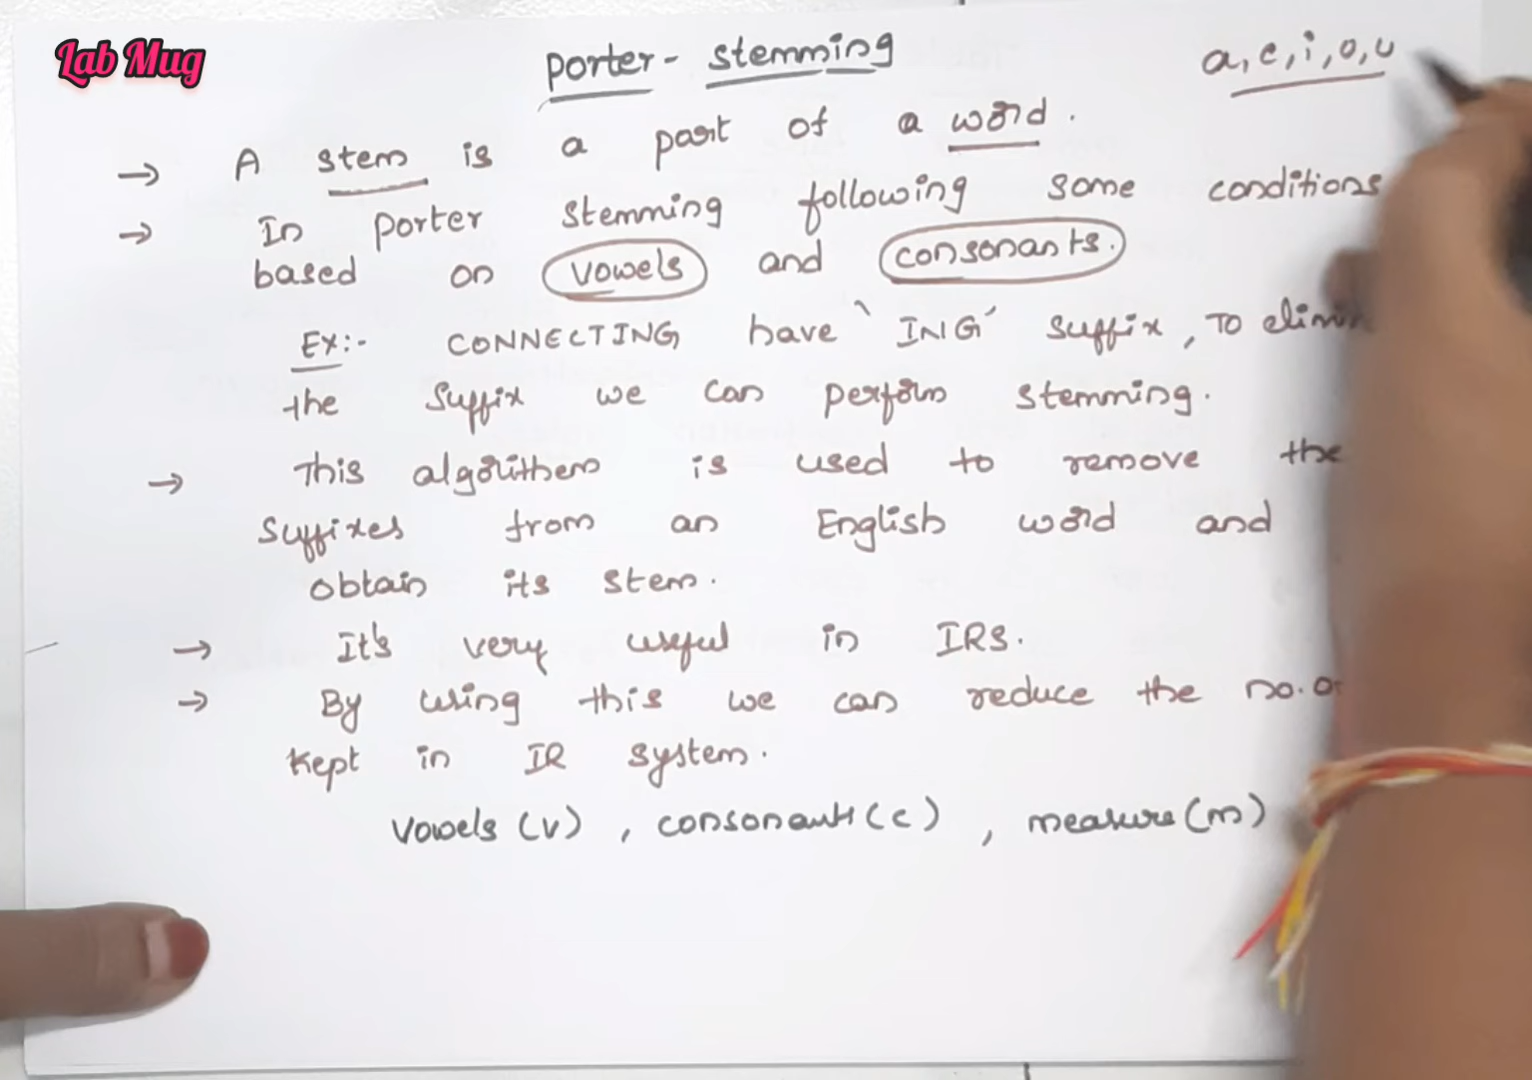 Lab Mug
Porter - stemming
a, e, i, o, u
→ A stem is a part of a word.
→ In porter stemming following some conditions
based on vowels and consonants.
Ex:- CONNECTING have 'ING' suffix, To
the suffix we can perform stemming.
→ This algorithem is used to remove the
suffixes from an English word and
obtain its stem.
→ It's very useful in IRS.
→ By using this we can reduce the no. of
kept in IR system.
Vowels (v), consonants (c), measure (m)